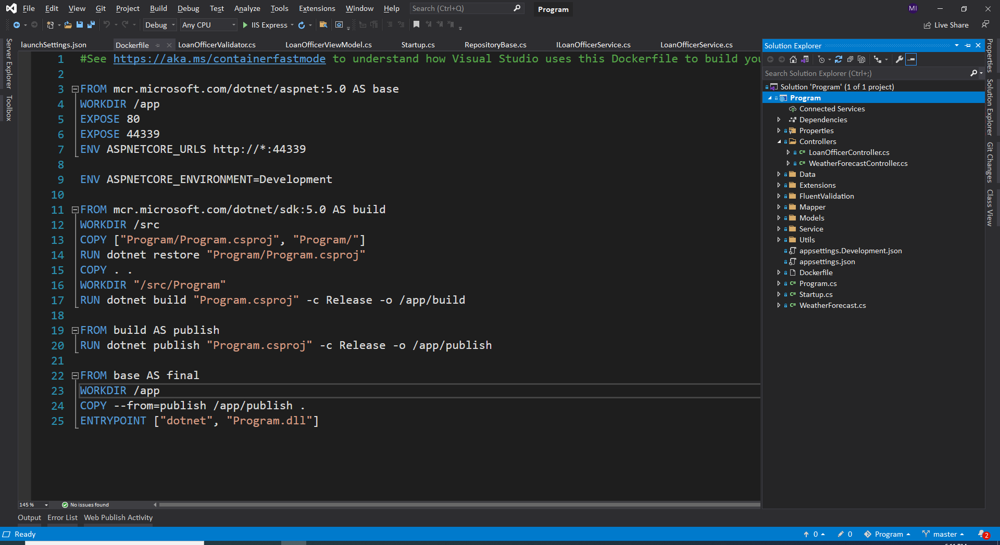 File Edit View Git Project Build Debug Test Analyze Tools Extensions Window Help Search (Ctrl+Q) Program MI
Debug Any CPU IIS Express Live Share
Server Explorer
Toolbox
launchSettings.json Dockerfile LoanOfficerValidator.cs LoanOfficerViewModel.cs Startup.cs RepositoryBase.cs ILoanOfficerService.cs LoanOfficerService.cs
1 #See https://aka.ms/containerfastmode to understand how Visual Studio uses this Dockerfile to build you
2
3 FROM mcr.microsoft.com/dotnet/aspnet:5.0 AS base
4 WORKDIR /app
5 EXPOSE 80
6 EXPOSE 44339
7 ENV ASPNETCORE_URLS http://*:44339
8
9 ENV ASPNETCORE_ENVIRONMENT=Development
10
11 FROM mcr.microsoft.com/dotnet/sdk:5.0 AS build
12 WORKDIR /src
13 COPY ["Program/Program.csproj", "Program/"]
14 RUN dotnet restore "Program/Program.csproj"
15 COPY . .
16 WORKDIR "/src/Program"
17 RUN dotnet build "Program.csproj" -c Release -o /app/build
18
19 FROM build AS publish
20 RUN dotnet publish "Program.csproj" -c Release -o /app/publish
21
22 FROM base AS final
23 WORKDIR /app
24 COPY --from=publish /app/publish .
25 ENTRYPOINT ["dotnet", "Program.dll"]
145 % No issues found
Solution Explorer
Search Solution Explorer (Ctrl+;)
Solution 'Program' (1 of 1 project)
Program
Connected Services
Dependencies
Properties
Controllers
C# LoanOfficerController.cs
C# WeatherForecastController.cs
Data
Extensions
FluentValidation
Mapper
Models
Service
Utils
appsettings.Development.json
appsettings.json
Dockerfile
C# Program.cs
C# Startup.cs
C# WeatherForecast.cs
Properties
Solution Explorer
Git Changes
Class View
Output Error List Web Publish Activity
Ready 0 0 Program master 2